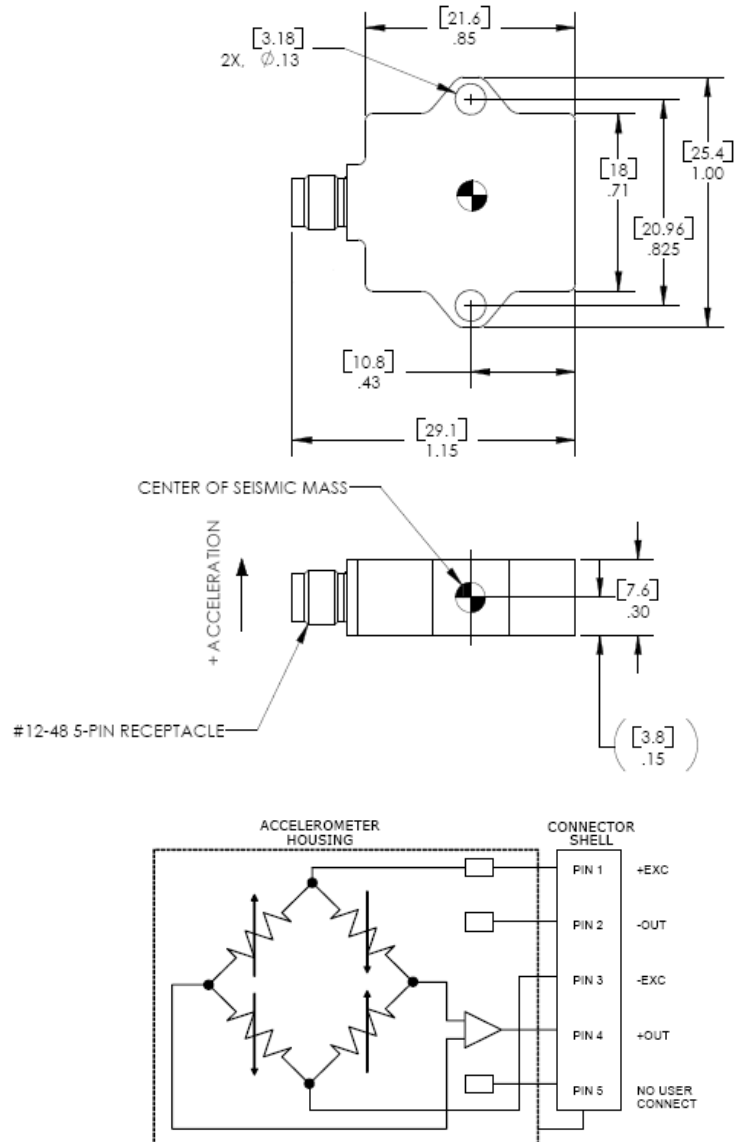 [3.18]
2X, Ø.13
[21.6]
.85
[18]
.71
[25.4]
1.00
[20.96]
.825
[10.8]
.43
[29.1]
1.15
CENTER OF SEISMIC MASS
+ ACCELERATION
[7.6]
.30
#12-48 5-PIN RECEPTACLE
([3.8]
.15)
ACCELEROMETER
HOUSING
CONNECTOR
SHELL
PIN 1 +EXC
PIN 2 -OUT
PIN 3 -EXC
PIN 4 +OUT
PIN 5 NO USER
CONNECT